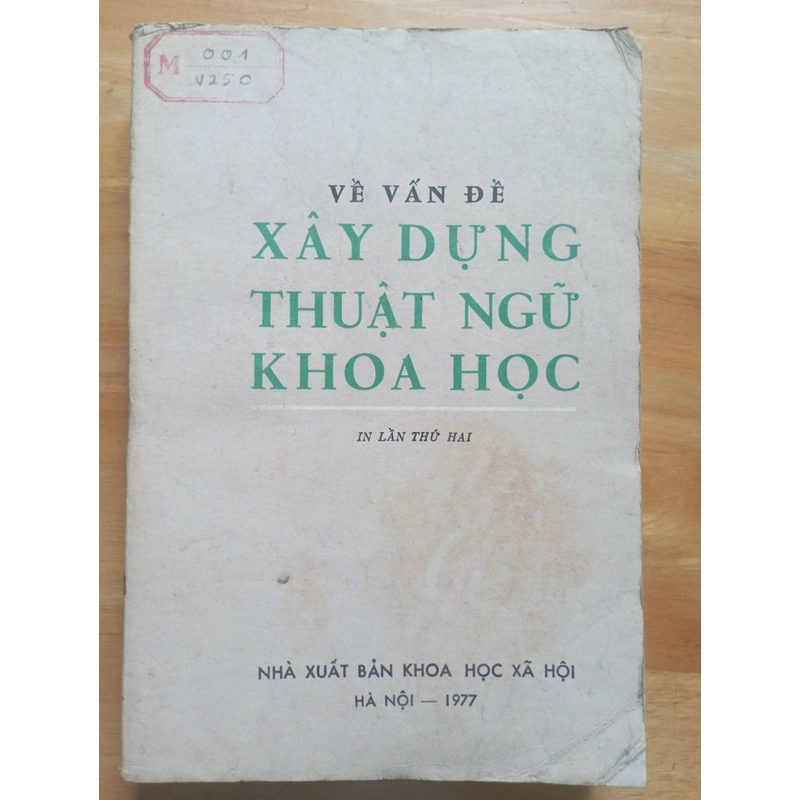 M 001
V250
VỀ VẤN ĐỀ
XÂY DỰNG
THUẬT NGỮ
KHOA HỌC
IN LẦN THỨ HAI
NHÀ XUẤT BẢN KHOA HỌC XÃ HỘI
HÀ NỘI — 1977